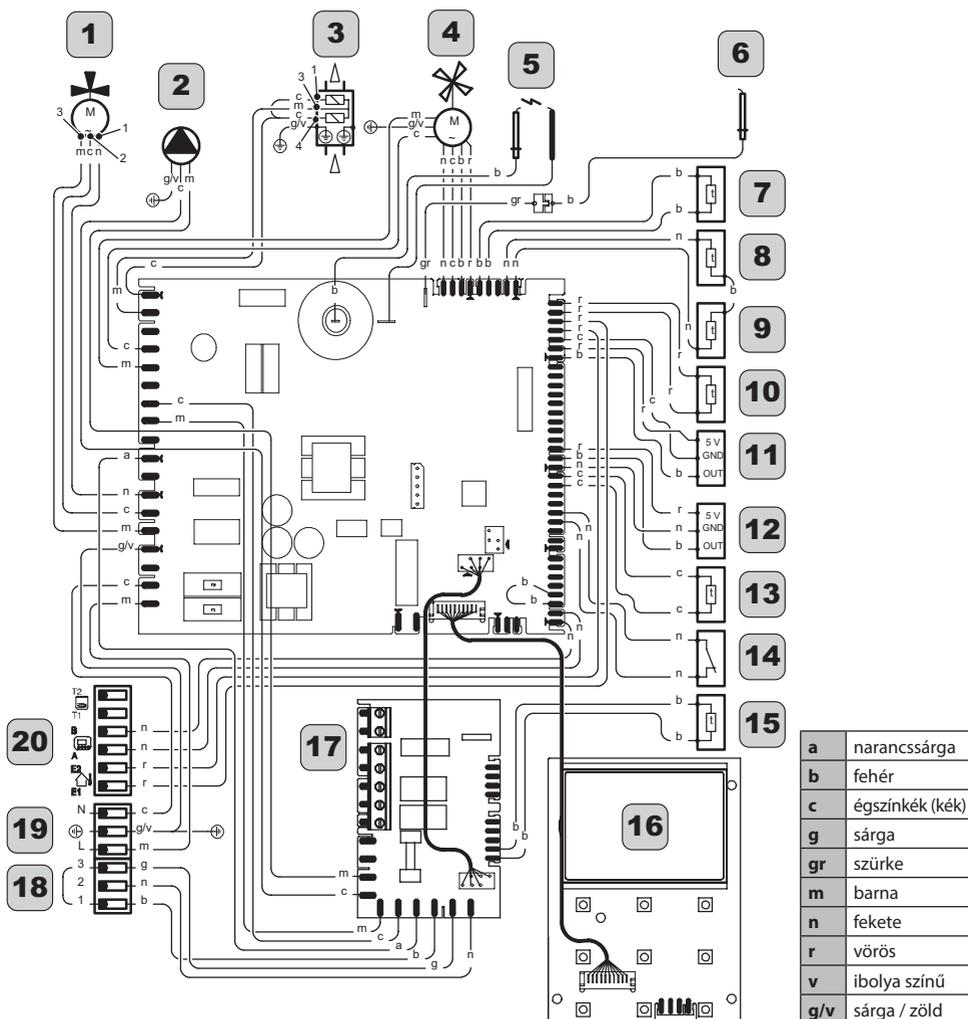 1
2
3
4
5
6
M
3
1
2
m c n
g/v m
c
1
3
c
m
c
g/v
4
M
m
g/v
c
n c b r
b
gr
b
c
m
gr n c b r b b n n
b
b
b
7
n
8
b
n
9
r
r
10
c
r
5 V
GND
OUT
b
11
r
n
b
5 V
GND
OUT
12
c
c
13
n
n
14
b
b
15
c
m
c
m
a
n
c
m
g/v
c
m
r
r
r
c
r
b
r
b
n
c
c
n
n
b
b
n
n
n
20
T2
T1
B
A
E2
E1
n
n
r
r
19
N
L
c
g/v
m
18
3
2
1
g
n
b
17
m
c
b
b
m
c
a
b
g
n
16
a narancssárga
b fehér
c égszínkék (kék)
g sárga
gr szürke
m barna
n fekete
r vörös
v ibolya színű
g/v sárga / zöld